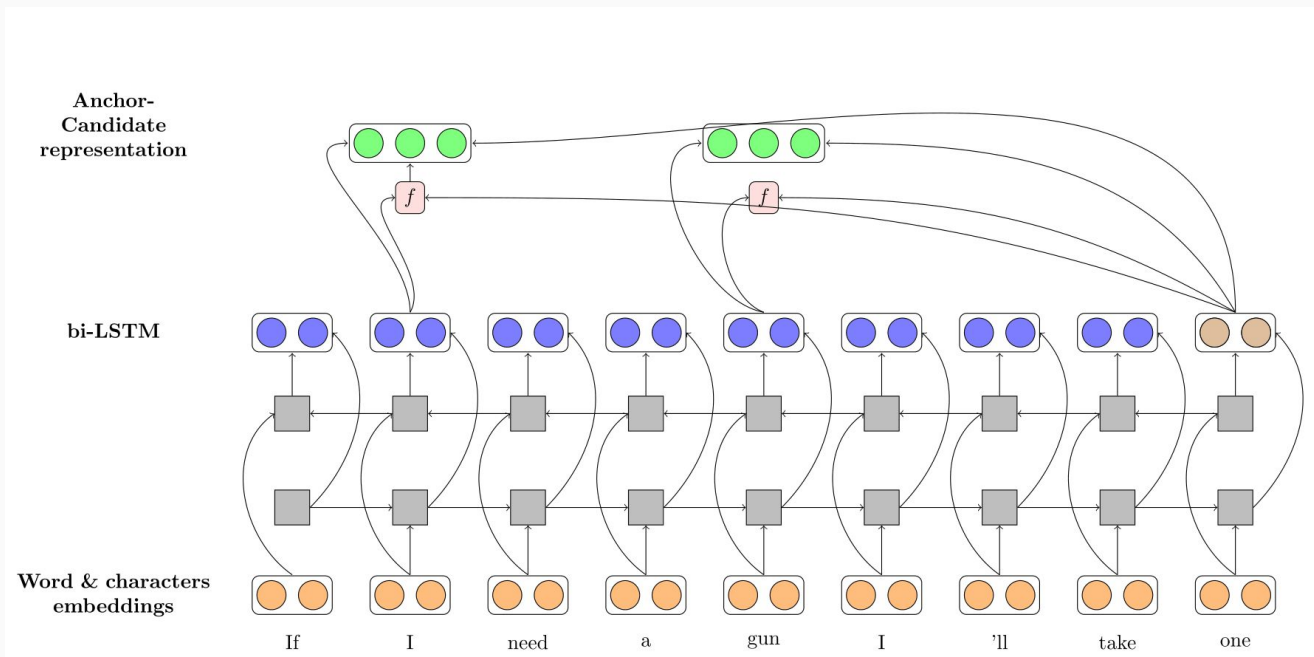 Anchor-
Candidate
representation
f f
bi-LSTM
Word & characters
embeddings
If I need a gun I 'll take one